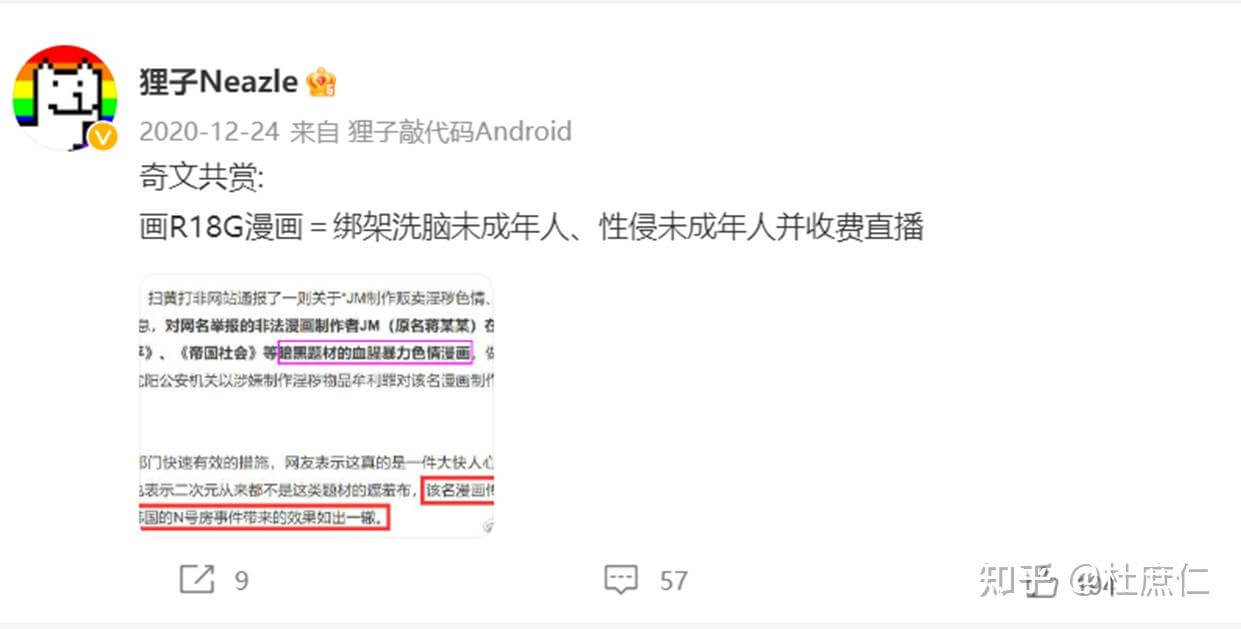 狸子Neazle
2020-12-24 来自 狸子敲代码Android
奇文共赏:
画R18G漫画＝绑架洗脑未成年人、性侵未成年人并收费直播
扫黄打非网站通报了一则关于“JM制作贩卖淫秽色情、
息，对网名举报的非法漫画制作者JM（原名蒋某某）在
》、《帝国社会》等暗黑题材的血腥暴力色情漫画，
沈阳公安机关以涉嫌制作淫秽物品牟利罪对该名漫画制作
部门快速有效的措施，网友表示这真的是一件大快人心
表示二次元从来都不是这类题材的遮羞布，该名漫画
韩国的N号房事件带来的效果如出一辙。
9 57 194
知乎 @杜庶仁